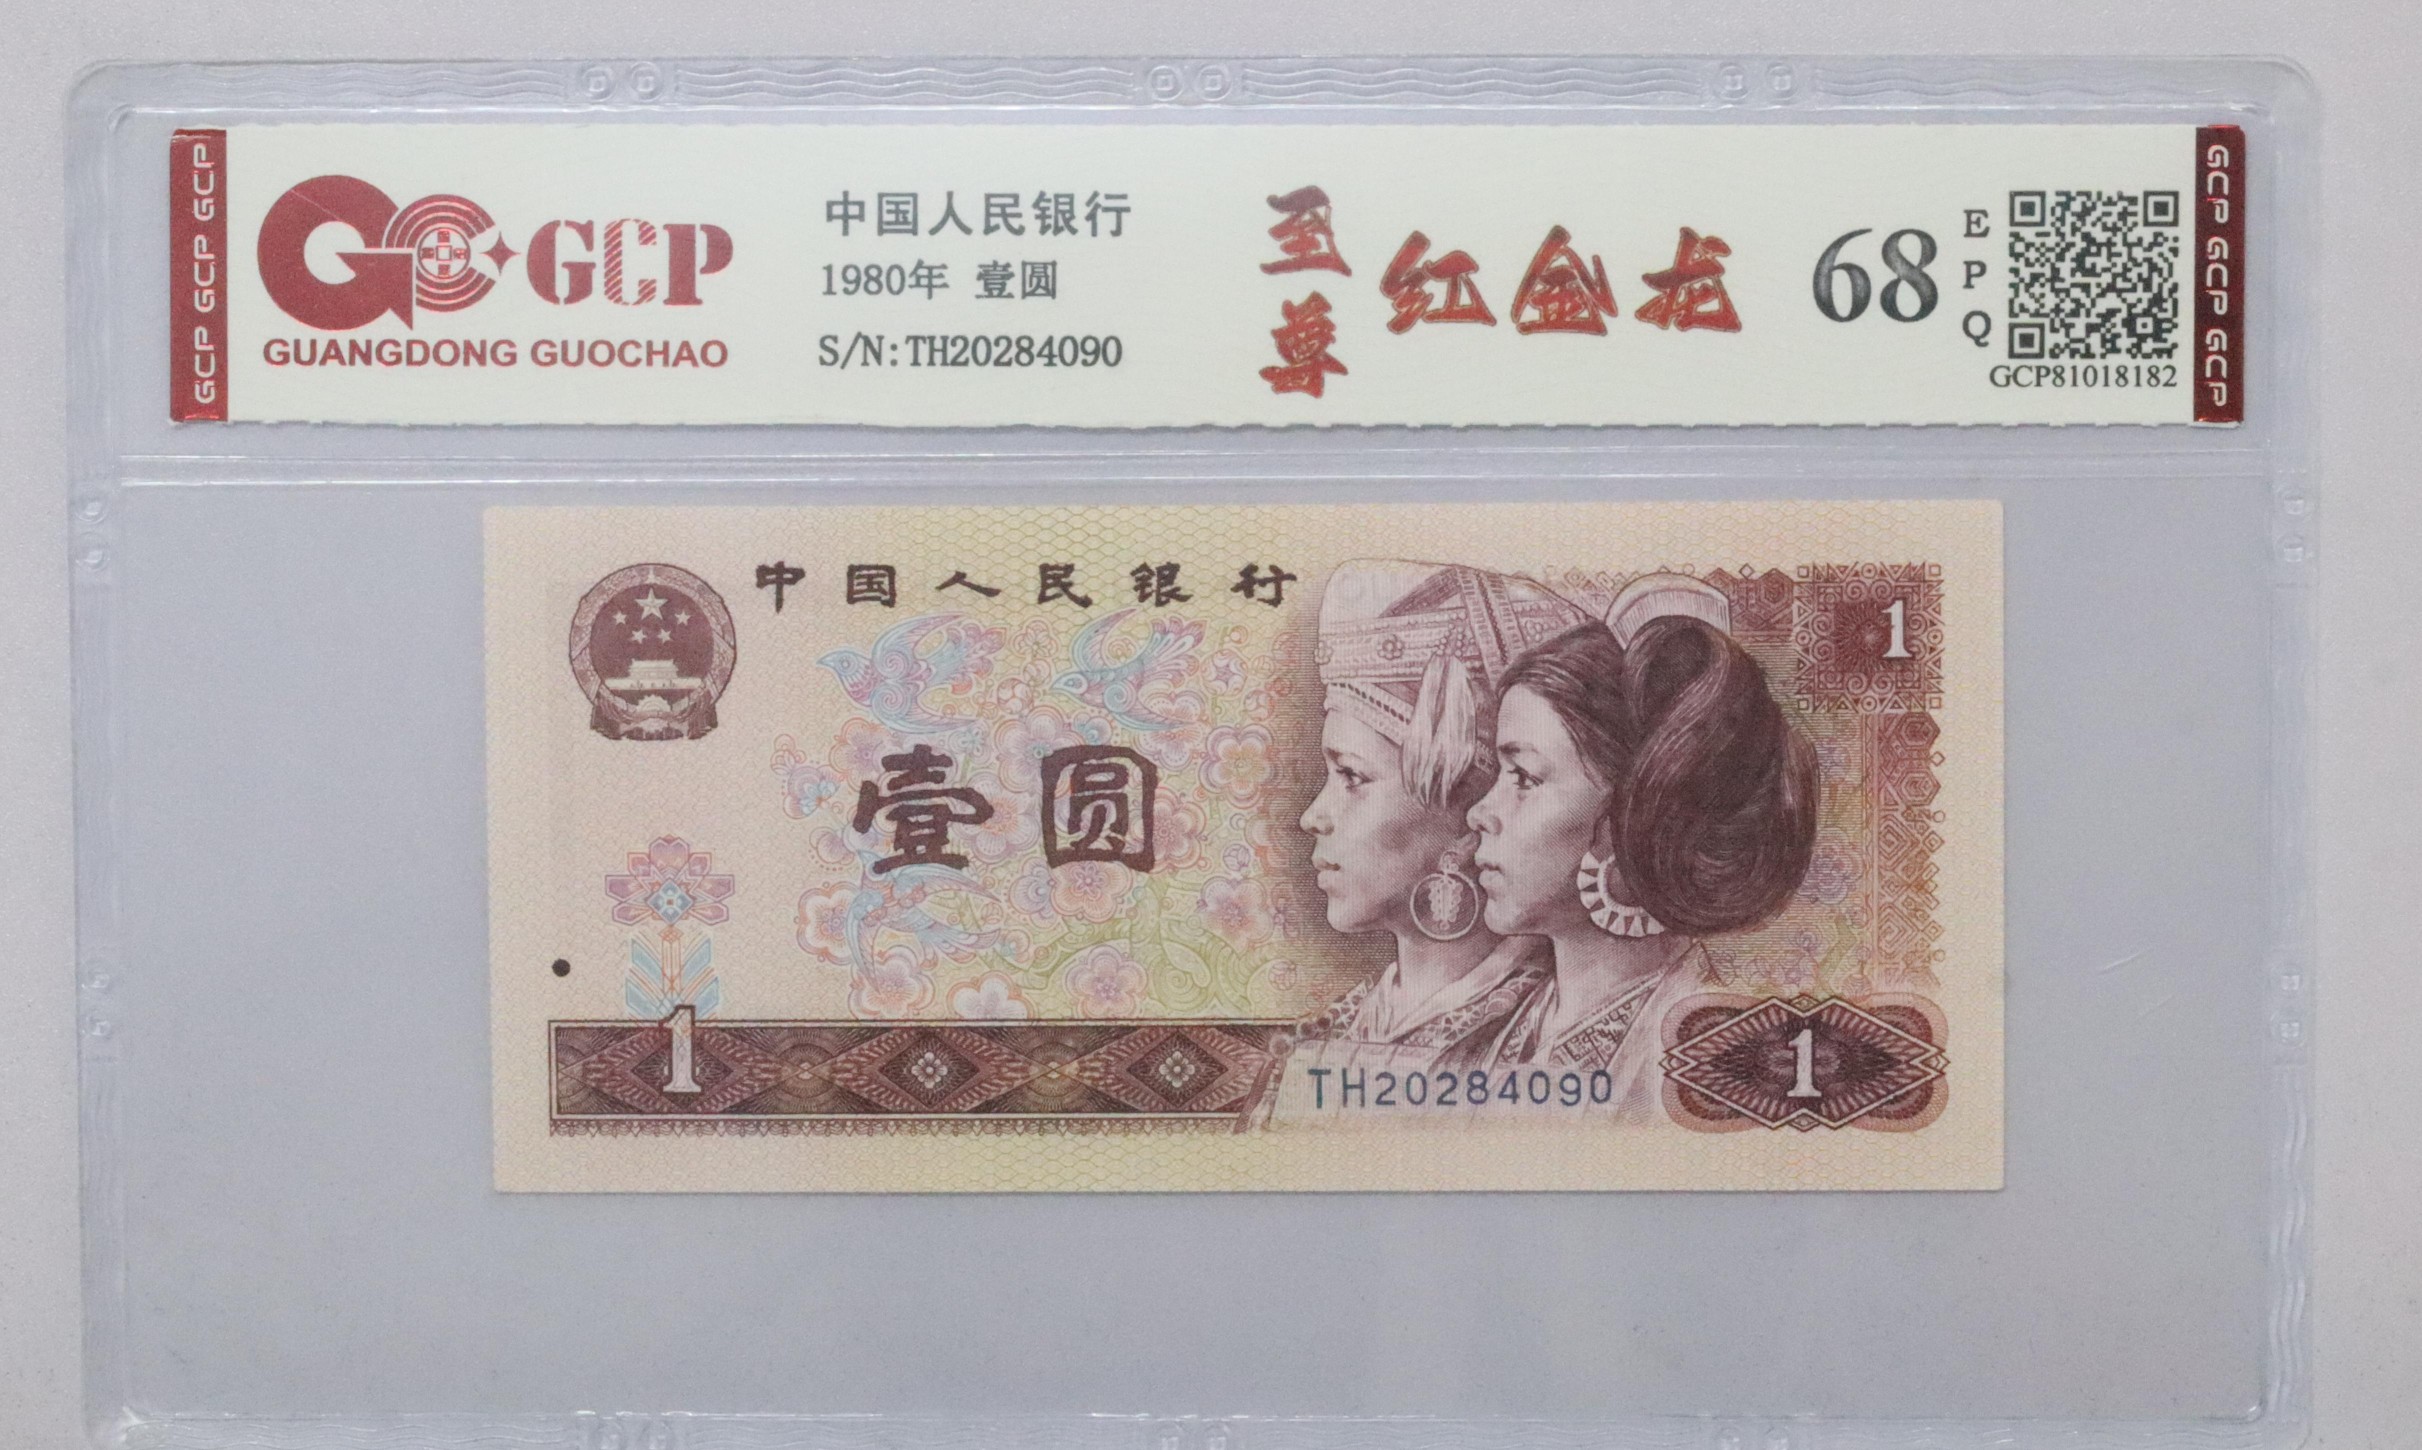 GCP GCP GCP
GCP
GUANGDONG GUOCHAO
中国人民银行
1980年 壹圆
S/N:TH20284090
至尊
红金龙
68
EPQ
GCP81018182
GCP GCP GCP
中国人民银行
1
壹圆
1
TH20284090
1